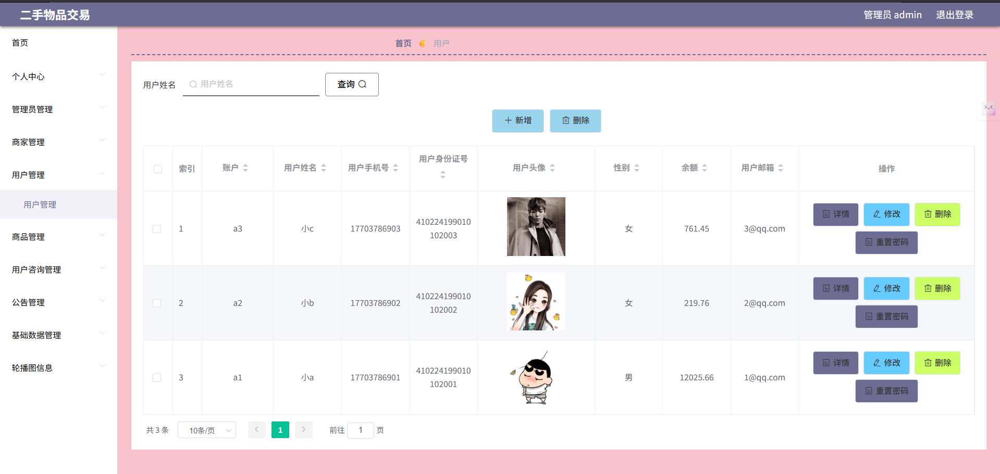 二手物品交易
管理员 admin 退出登录
首页
个人中心
管理员管理
商家管理
用户管理
用户管理
商品管理
用户咨询管理
公告管理
基础数据管理
轮播图信息
首页 ✌ 用户
用户姓名 用户姓名 查询
新增 删除
索引 账户 用户姓名 用户手机号 用户身份证号 用户头像 性别 余额 用户邮箱 操作
1 a3 小c 17703786903 410224199010 女 761.45 3@qq.com 详情 修改 删除
102003 重置密码
2 a2 小b 17703786902 410224199010 女 219.76 2@qq.com 详情 修改 删除
102002 重置密码
3 a1 小a 17703786901 410224199010 男 12025.66 1@qq.com 详情 修改 删除
102001 重置密码
共 3 条 10条/页 1 前往 1 页